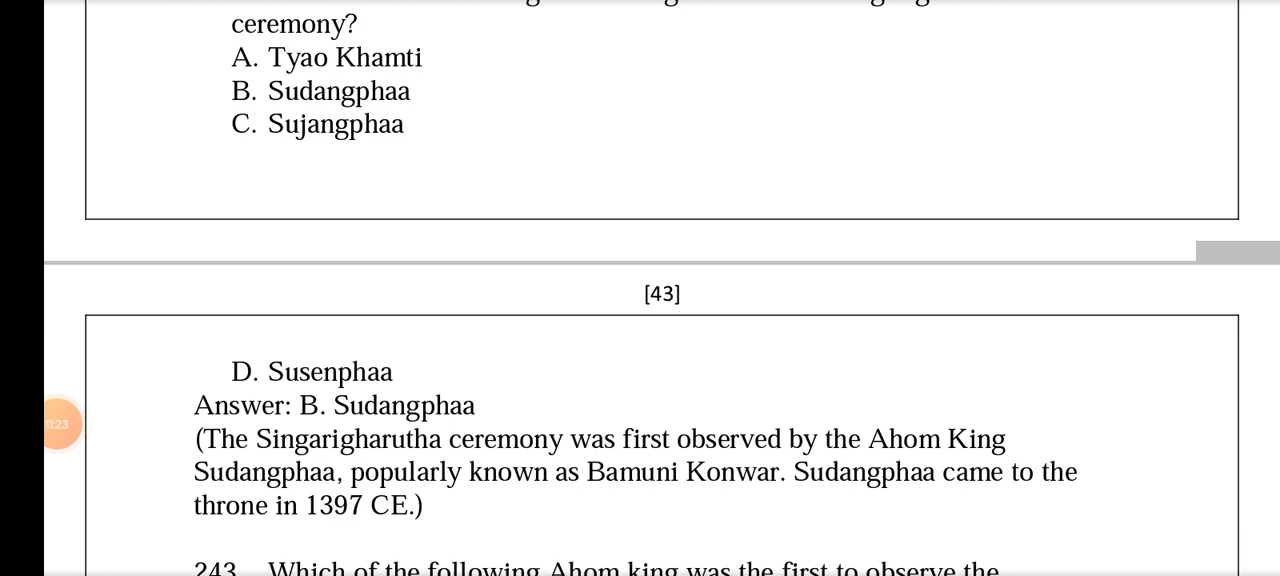 ceremony?
A. Tyao Khamti
B. Sudangphaa
C. Sujangphaa
[43]
D. Susenphaa
11:23
Answer: B. Sudangphaa
(The Singarigharutha ceremony was first observed by the Ahom King
Sudangphaa, popularly known as Bamuni Konwar. Sudangphaa came to the
throne in 1397 CE.)
243. Which of the following Ahom king was the first to observe the